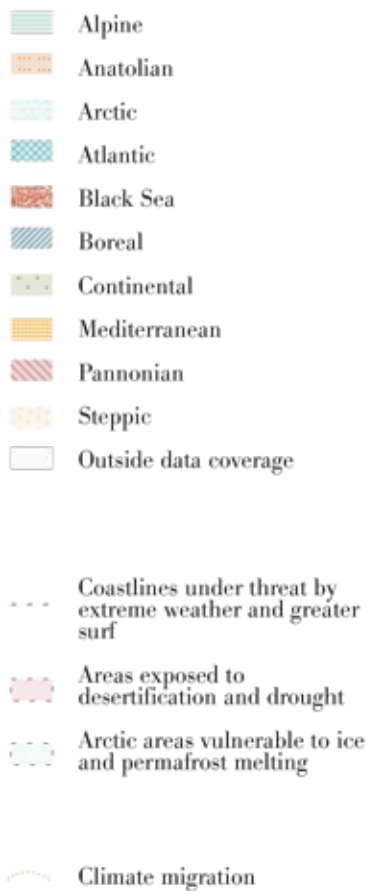 Alpine
Anatolian
Arctic
Atlantic
Black Sea
Boreal
Continental
Mediterranean
Pannonian
Steppic
Outside data coverage
Coastlines under threat by
extreme weather and greater
surf
Areas exposed to
desertification and drought
Arctic areas vulnerable to ice
and permafrost melting
Climate migration